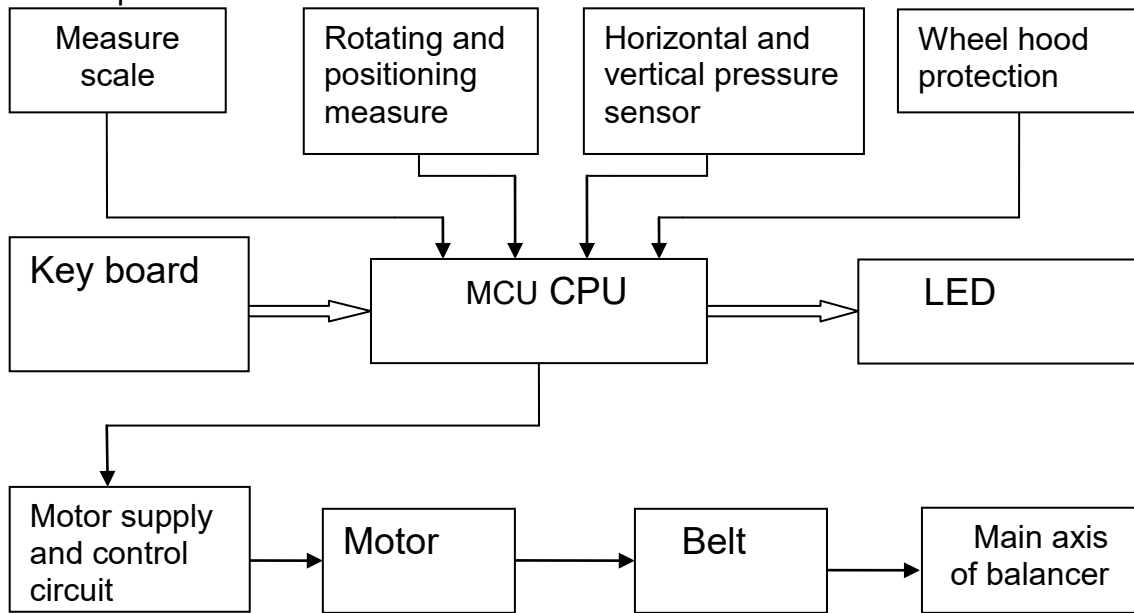 Measure
scale
Rotating and
positioning
measure
Horizontal and
vertical pressure
sensor
Wheel hood
protection
Key board
MCU CPU
LED
Motor supply
and control
circuit
Motor
Belt
Main axis
of balancer